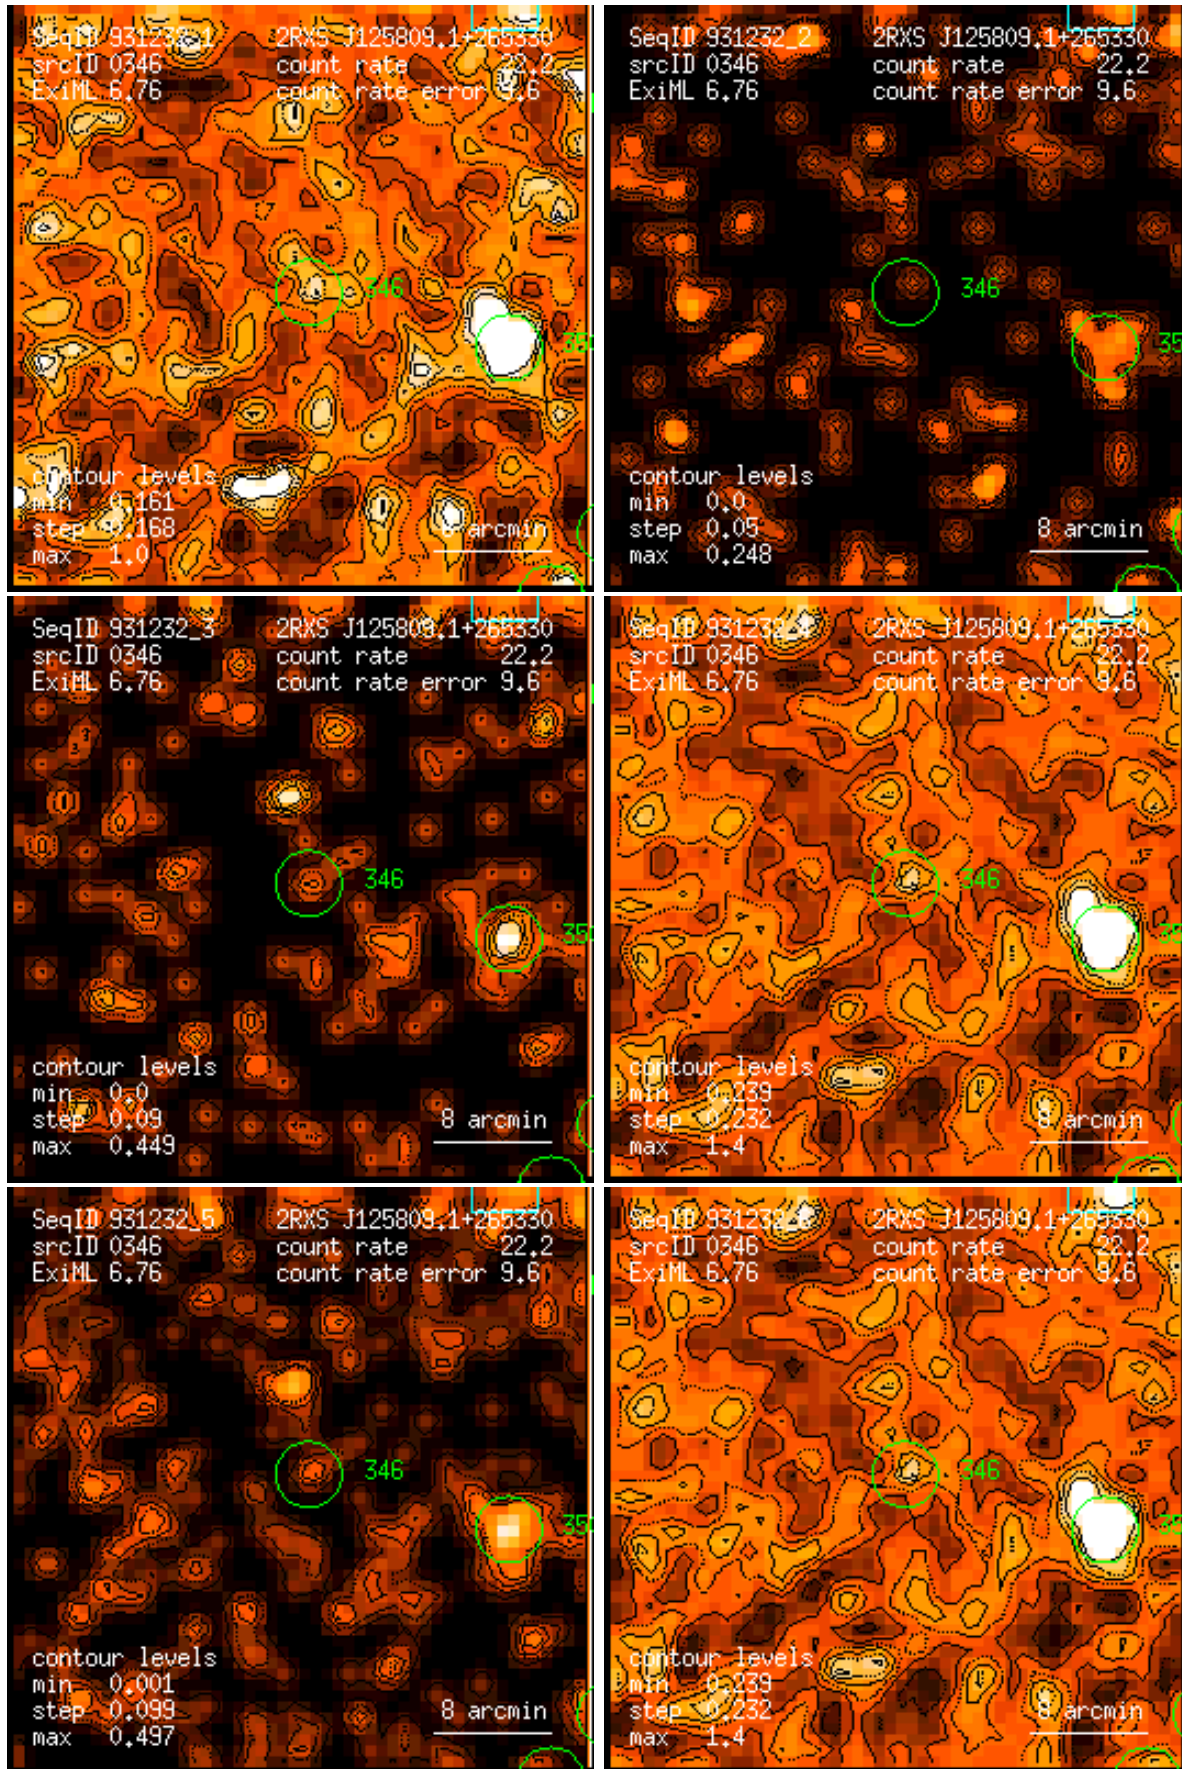 SeqID 931232_1 2RXS J125809.1+265330
srcID 0346 count rate 22.2
ExiML 6.76 count rate error 9.6
346
35
contour levels
min 0.161
step 0.168
max 1.0
8 arcmin
SeqID 931232_2 2RXS J125809.1+265330
srcID 0346 count rate 22.2
ExiML 6.76 count rate error 9.6
346
35
contour levels
min 0.0
step 0.05
max 0.248
8 arcmin
SeqID 931232_3 2RXS J125809.1+265330
srcID 0346 count rate 22.2
ExiML 6.76 count rate error 9.6
346
35
contour levels
min 0.0
step 0.09
max 0.449
8 arcmin
SeqID 931232_4 2RXS J125809.1+265330
srcID 0346 count rate 22.2
ExiML 6.76 count rate error 9.6
346
35
contour levels
min 0.239
step 0.232
max 1.4
8 arcmin
SeqID 931232_5 2RXS J125809.1+265330
srcID 0346 count rate 22.2
ExiML 6.76 count rate error 9.6
346
35
contour levels
min 0.001
step 0.099
max 0.497
8 arcmin
SeqID 2RXS J125809.1+265330
srcID 0346 count rate 22.2
ExiML 6.76 count rate error 9.6
346
35
contour levels
min 0.239
step 0.232
max 1.4
8 arcmin